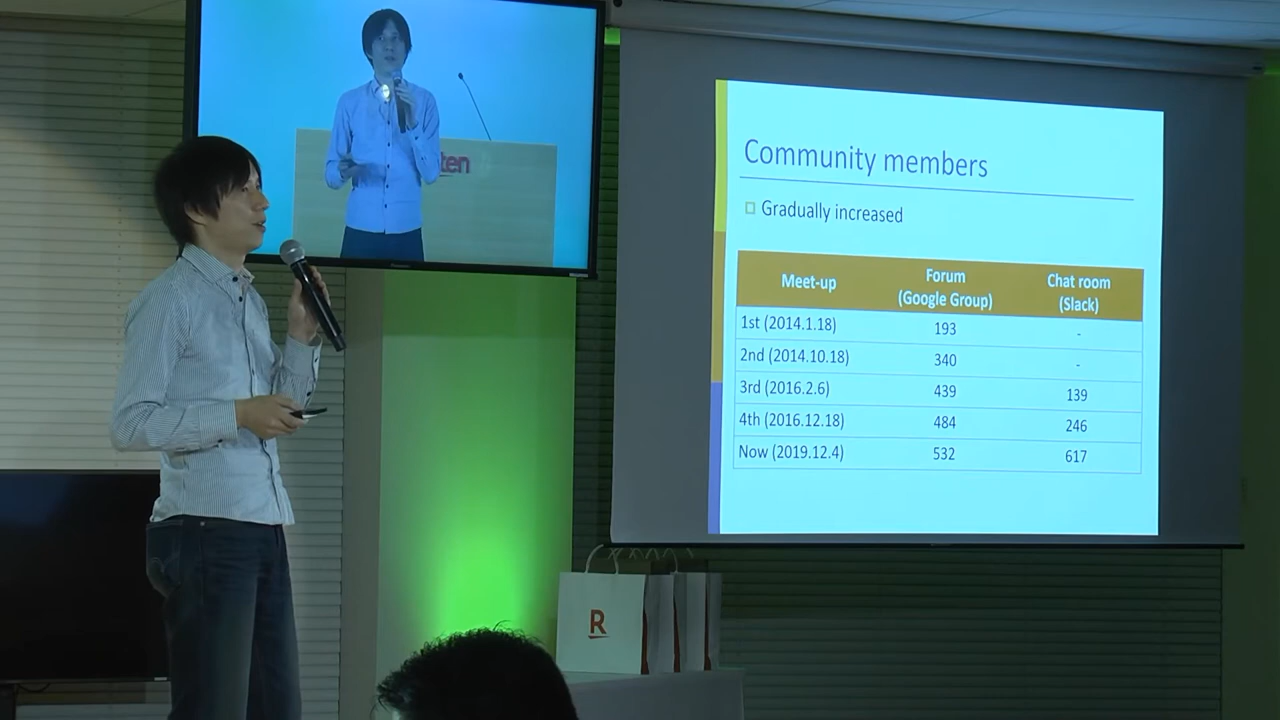 ten
Community members
Gradually increased
Meet-up Forum (Google Group) Chat room (Slack)
1st (2014.1.18) 193 -
2nd (2014.10.18) 340 -
3rd (2016.2.6) 439 139
4th (2016.12.18) 484 246
Now (2019.12.4) 532 617
R